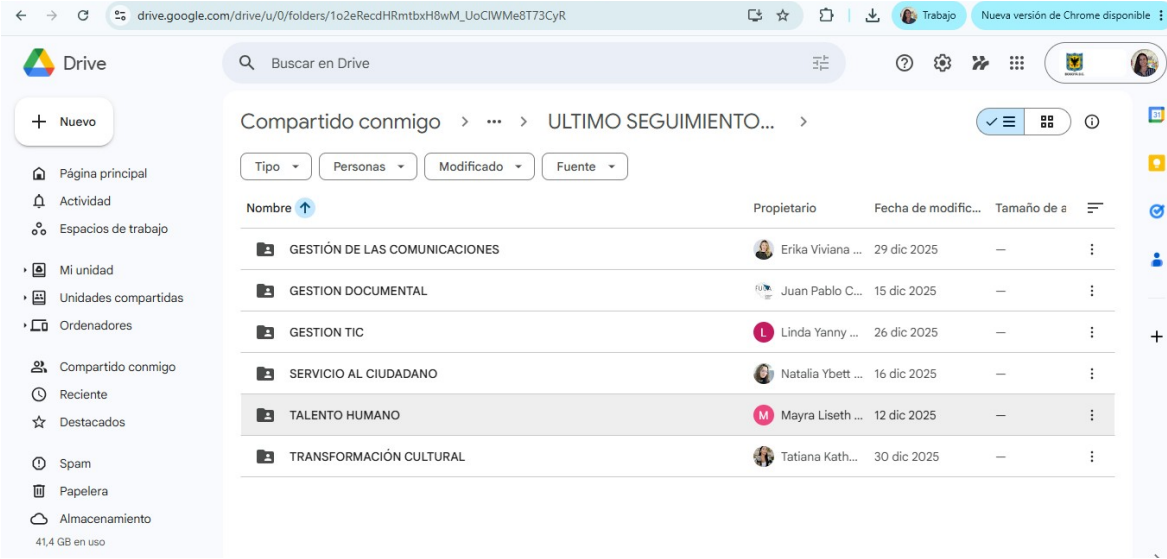 drive.google.com/drive/u/0/folders/1o2eRecdHRmtbxH8wM_UoCIWMe8T73CyR
Trabajo
Nueva versión de Chrome disponible
Drive
Buscar en Drive
Nuevo
Compartido conmigo > ... > ULTIMO SEGUIMIENTO... >
Tipo
Personas
Modificado
Fuente
Página principal
Actividad
Espacios de trabajo
Mi unidad
Unidades compartidas
Ordenadores
Compartido conmigo
Reciente
Destacados
Spam
Papelera
Almacenamiento
41,4 GB en uso
Nombre Propietario Fecha de modific... Tamaño de a
GESTIÓN DE LAS COMUNICACIONES Erika Viviana ... 29 dic 2025 —
GESTION DOCUMENTAL Juan Pablo C... 15 dic 2025 —
GESTION TIC L Linda Yanny ... 26 dic 2025 —
SERVICIO AL CIUDADANO Natalia Ybett ... 16 dic 2025 —
TALENTO HUMANO M Mayra Liseth ... 12 dic 2025 —
TRANSFORMACIÓN CULTURAL Tatiana Kath... 30 dic 2025 —
31